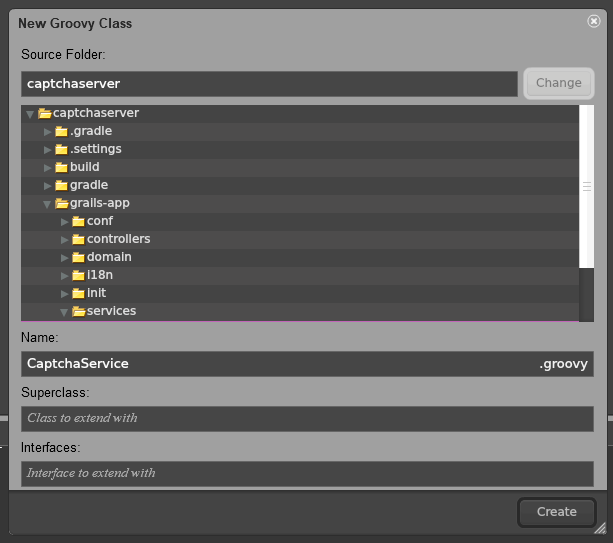 New Groovy Class
Source Folder:
captchaserver
Change
captchaserver
.gradle
.settings
build
gradle
grails-app
conf
controllers
domain
i18n
init
services
Name:
CaptchaService .groovy
Superclass:
Class to extend with
Interfaces:
Interface to extend with
Create